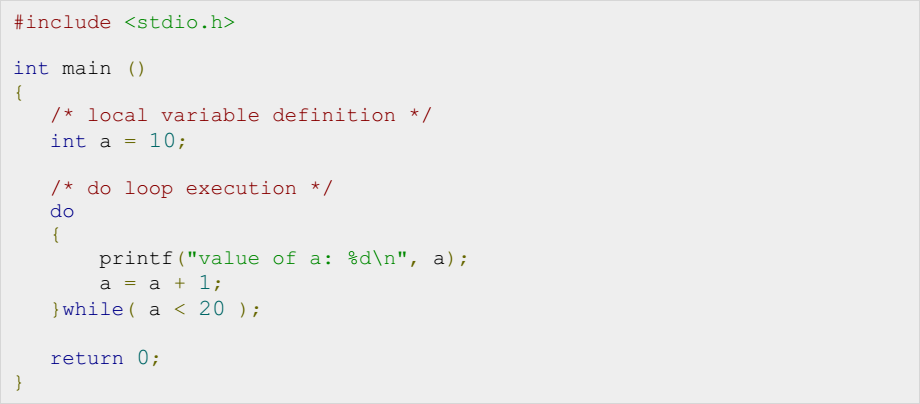 #include <stdio.h>
int main ()
{
/* local variable definition */
int a = 10;
/* do loop execution */
do
{
printf("value of a: %d\n", a);
a = a + 1;
}while( a < 20 );
return 0;
}